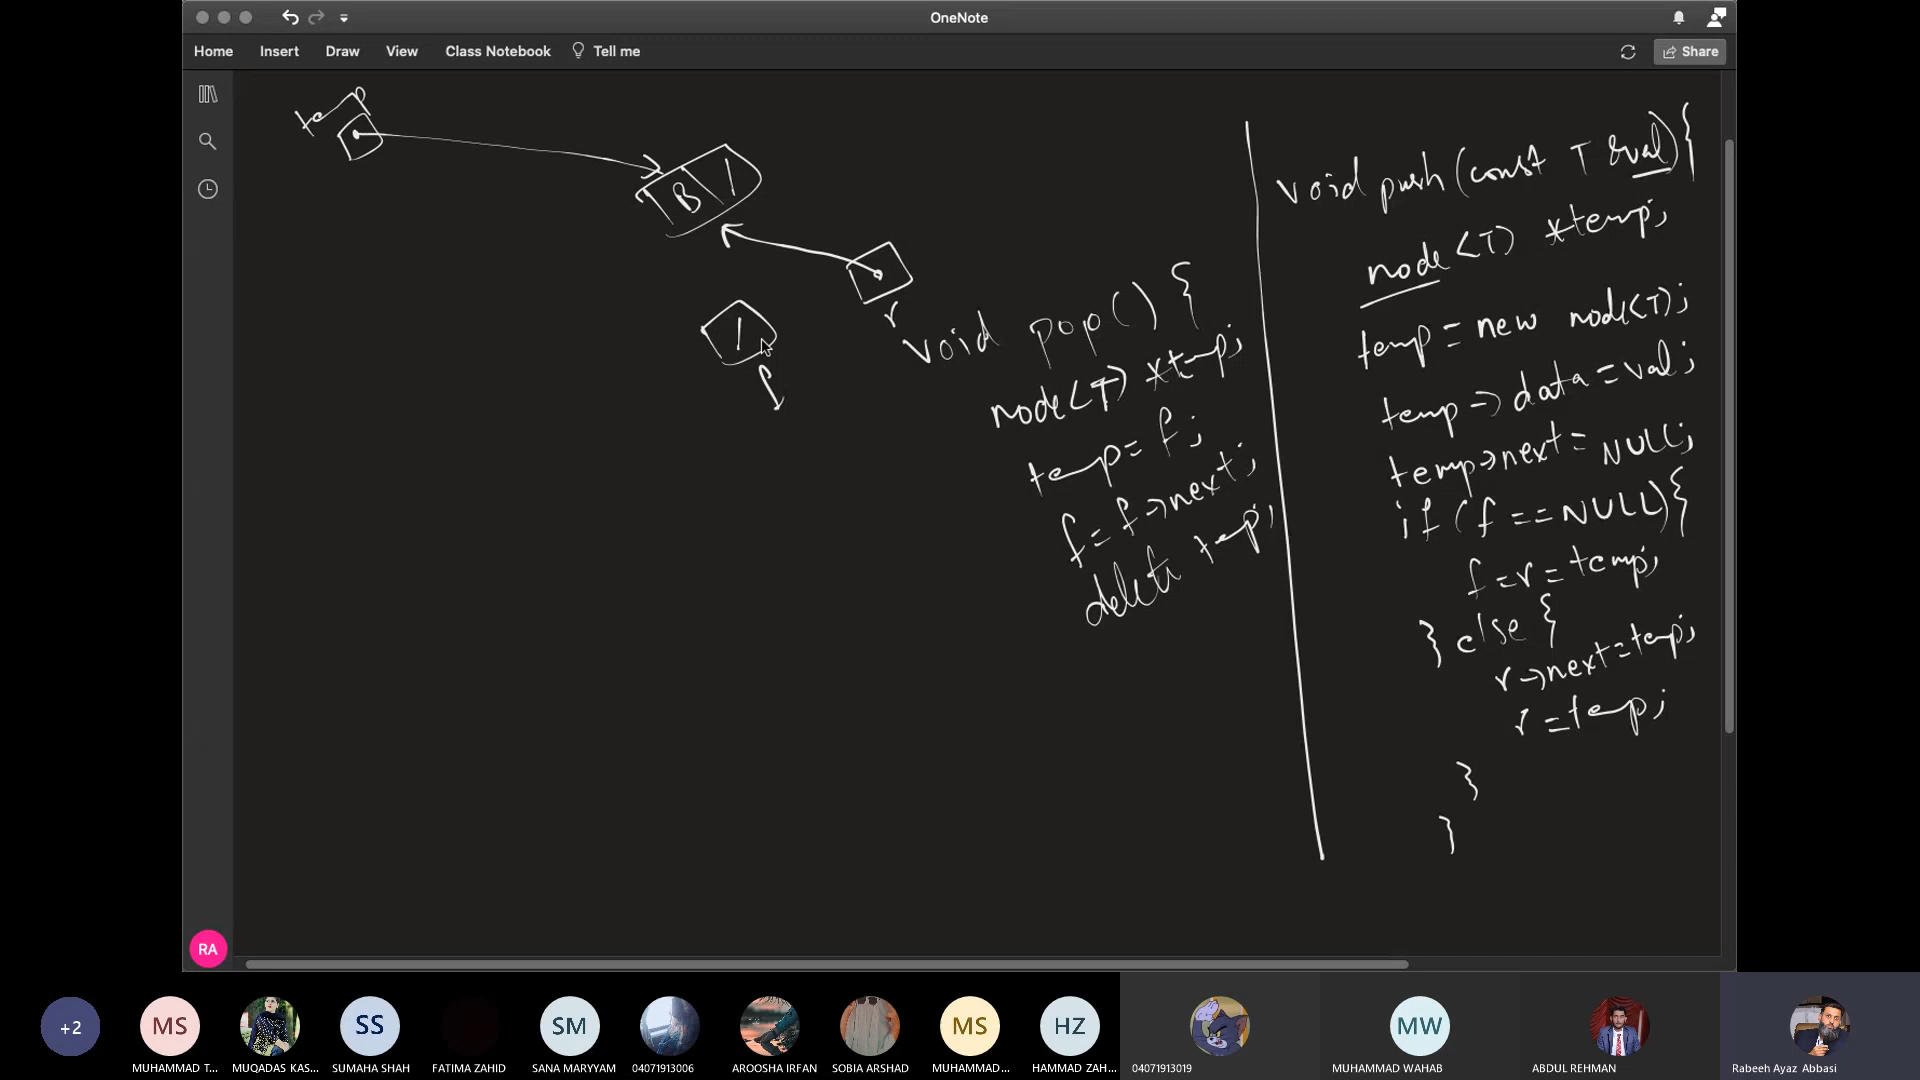 OneNote
Home Insert Draw View Class Notebook Tell me
Share
temp
B
r
f
void pop() {
node<T> *tmp;
temp = f;
f = f->next;
delete tmp;
void push(const T &val){
node<T> *temp;
temp = new node<T>;
temp->data = val;
temp->next = NULL;
if (f == NULL){
f = r = temp;
} else {
r->next = temp;
r = temp;
}
}
RA
+2
MS
SS
SM
MS
HZ
MW
MUHAMMAD T...
MUQADAS KAS...
SUMAHA SHAH
FATIMA ZAHID
SANA MARYYAM
04071913006
AROOSHA IRFAN
SOBIA ARSHAD
MUHAMMAD...
HAMMAD ZAH...
04071913019
MUHAMMAD WAHAB
ABDUL REHMAN
Rabeeh Ayaz Abbasi